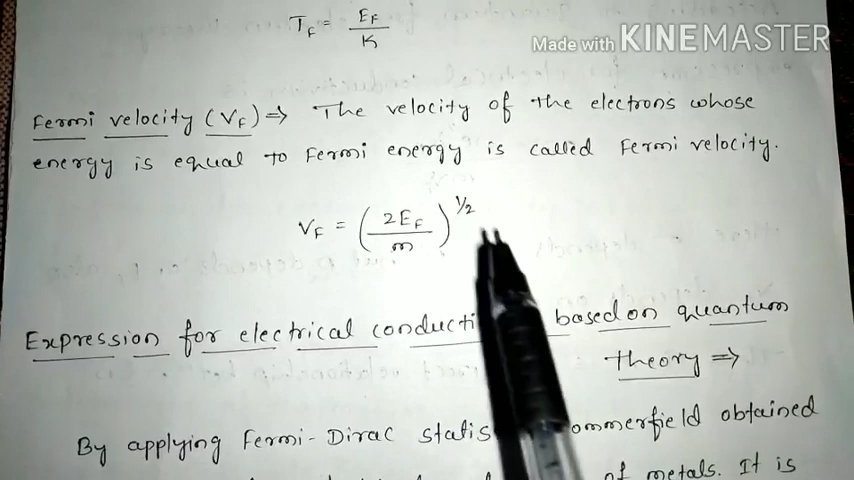 T_F = E_F / K
Made with KINEMASTER
Fermi velocity (V_F) ⇒ The velocity of the electrons whose
energy is equal to Fermi energy is called Fermi velocity.
V_F = (2E_F / m)^1/2
Expression for electrical conducti based on quantum
theory ⇒
By applying Fermi-Dirac statis ommerfield obtained
of metals. It is